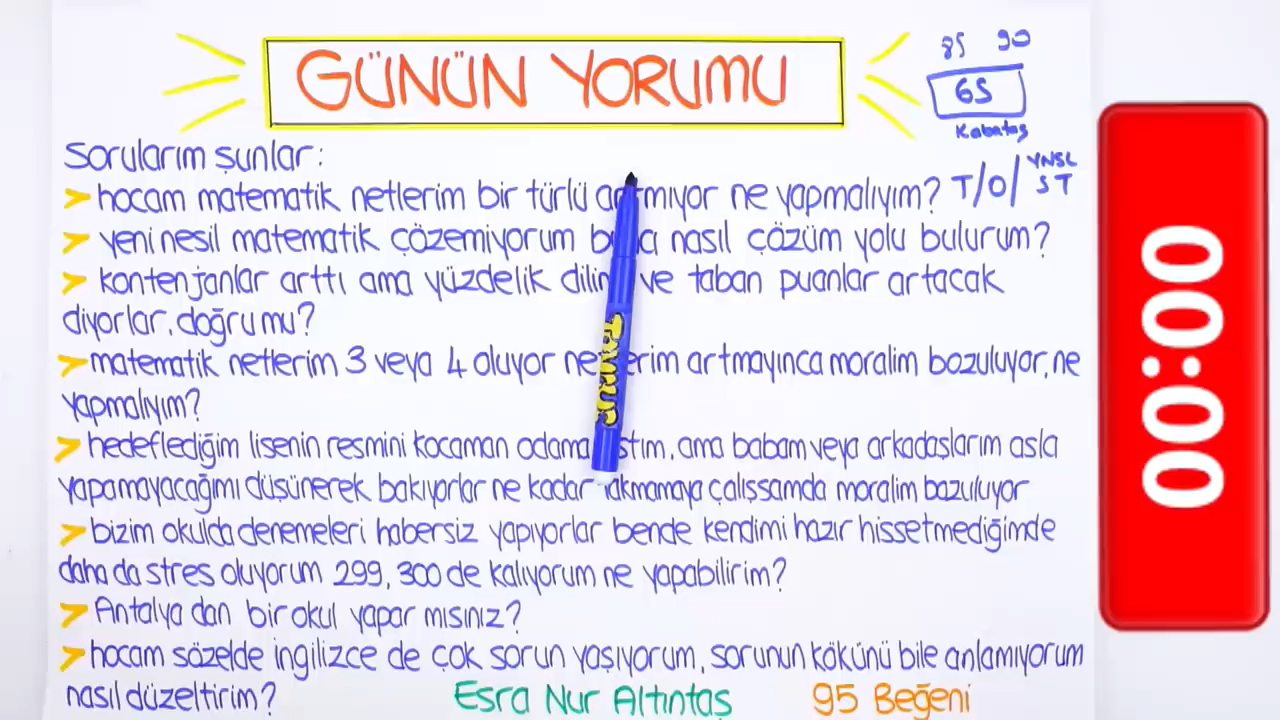 GÜNÜN YORUMU
85 90
65
Kabataş
T/O/ YNSL
ST
Sorularım şunlar:
> hocam matematik netlerim bir türlü artmıyor ne yapmalıyım?
> yeni nesil matematik çözemiyorum buna nasıl çözüm yolu bulurum?
> kontenjanlar arttı ama yüzdelik dilim ve taban puanlar artacak
diyorlar, doğru mu?
> matematik netlerim 3 veya 4 oluyor netlerim artmayınca moralim bozuluyor, ne
yapmalıyım?
> hedeflediğim lisenin resmini kocaman odama astım, ama babam veya arkadaşlarım asla
yapamayacağımı düşünerek bakıyorlar ne kadar takmamaya çalışsamda moralim bozuluyor
> bizim okulda denemeleri habersiz yapıyorlar bende kendimi hazır hissetmediğimde
daha da stres oluyorum 299, 300 de kalıyorum ne yapabilirim?
> Antalya dan bir okul yapar mısınız?
> hocam sözelde ingilizce de çok sorun yaşıyorum, sorunun kökünü bile anlamıyorum
nasıl düzeltirim?
Esra Nur Altıntaş 95 Beğeni
00:00